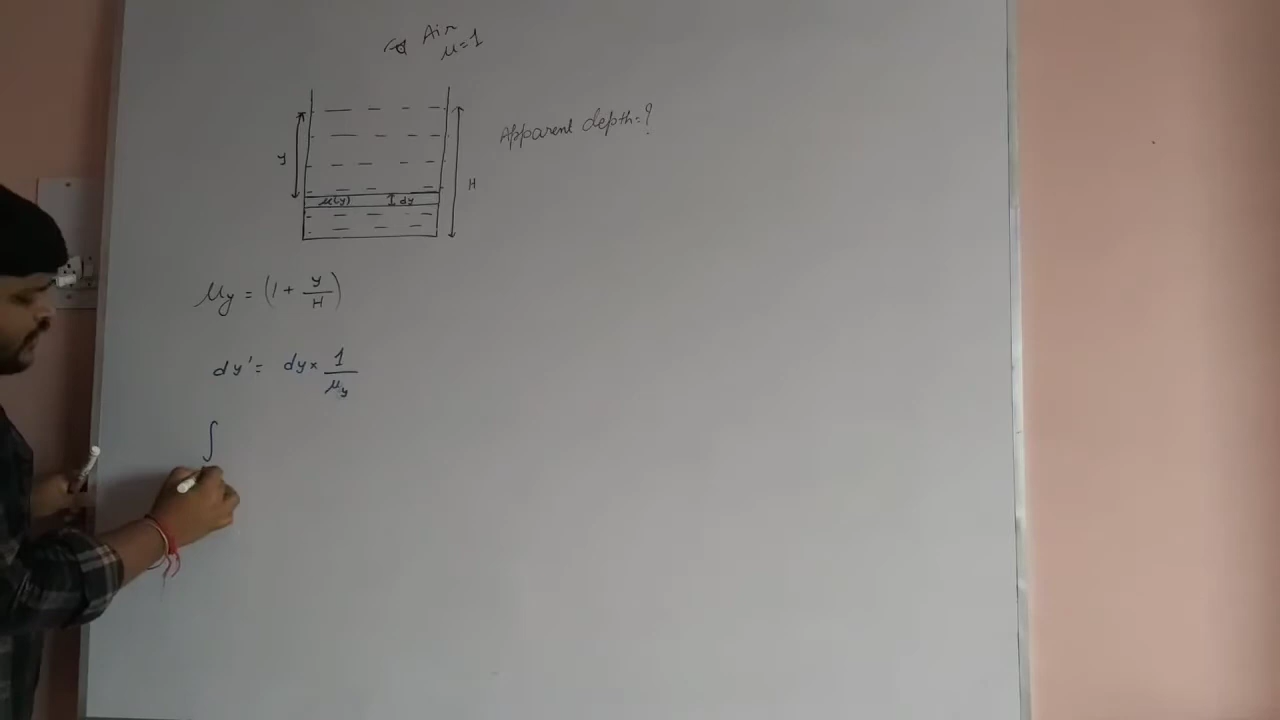 Air
μ=1
Apparent depth=?
y
H
μ(y) dy
μy = (1 + y/H)
dy' = dy × 1/μy
∫